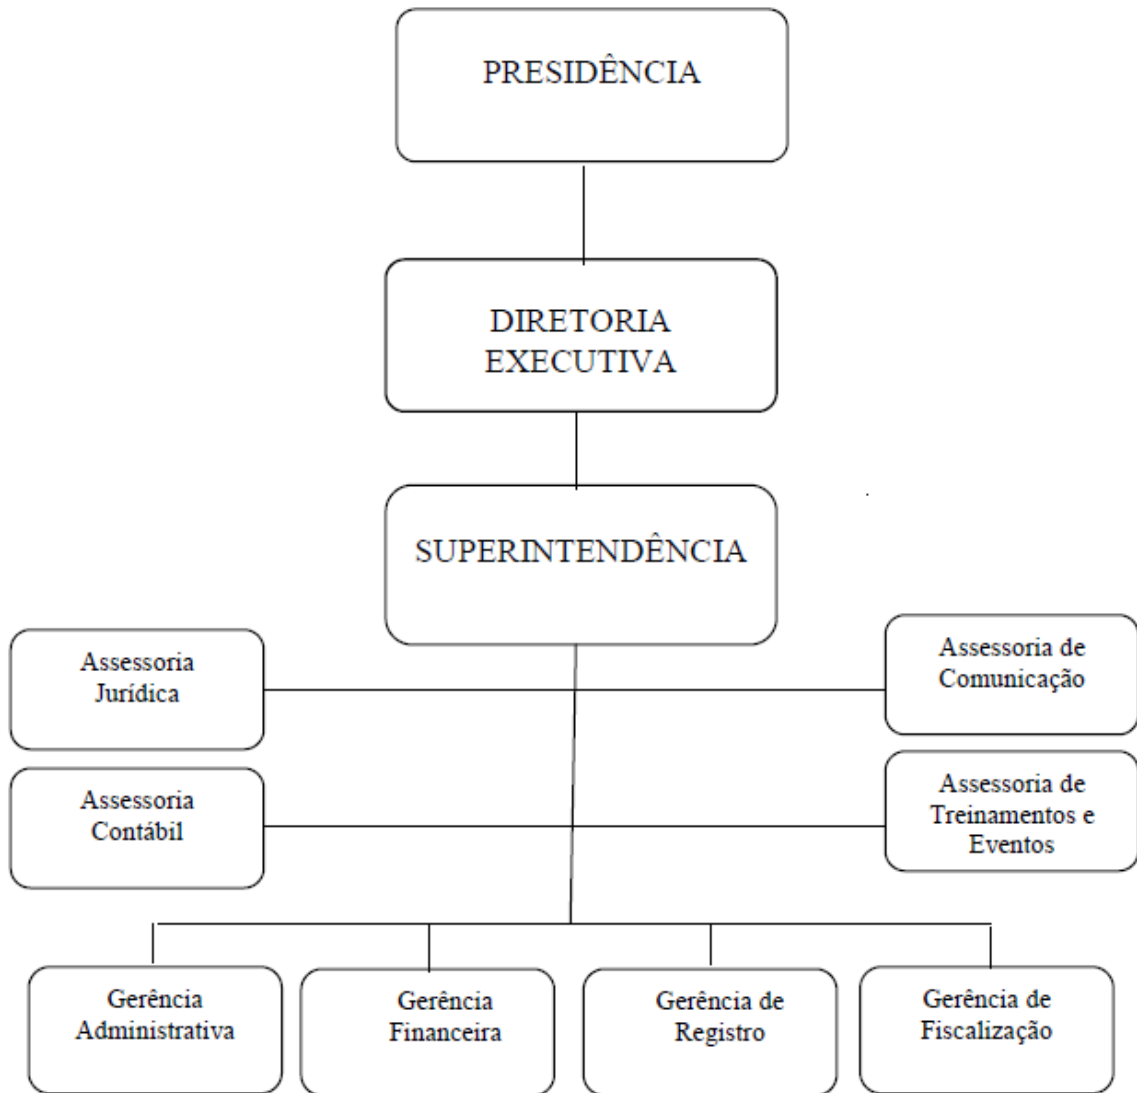 PRESIDÊNCIA
DIRETORIA
EXECUTIVA
SUPERINTENDÊNCIA
Assessoria
Jurídica
Assessoria de
Comunicação
Assessoria
Contábil
Assessoria de
Treinamentos e
Eventos
Gerência
Administrativa
Gerência
Financeira
Gerência de
Registro
Gerência de
Fiscalização